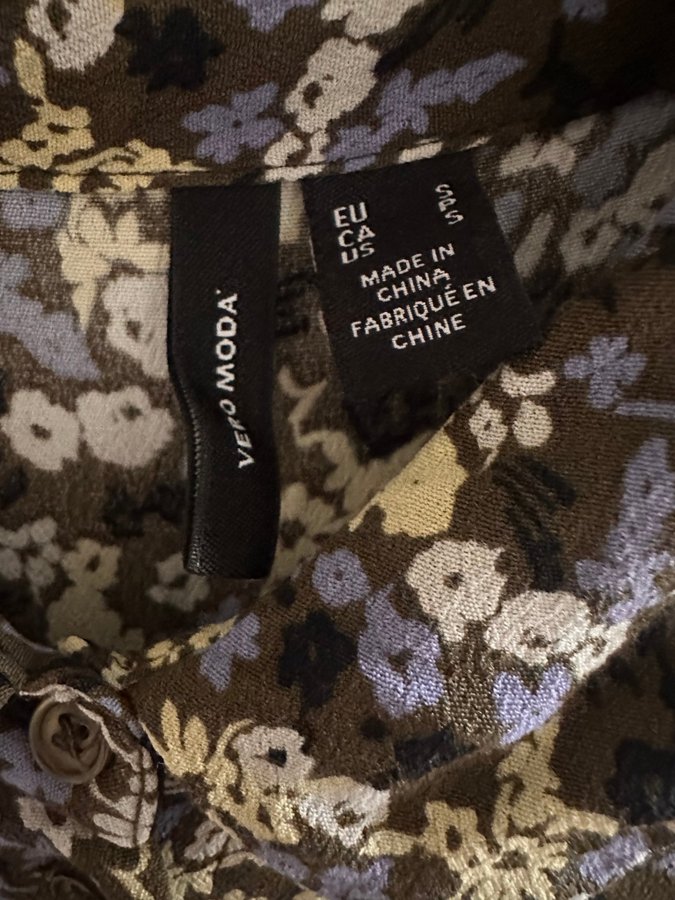 VERO MODA
EU S
CA P
US S
MADE IN
CHINA
FABRIQUÉ EN
CHINE